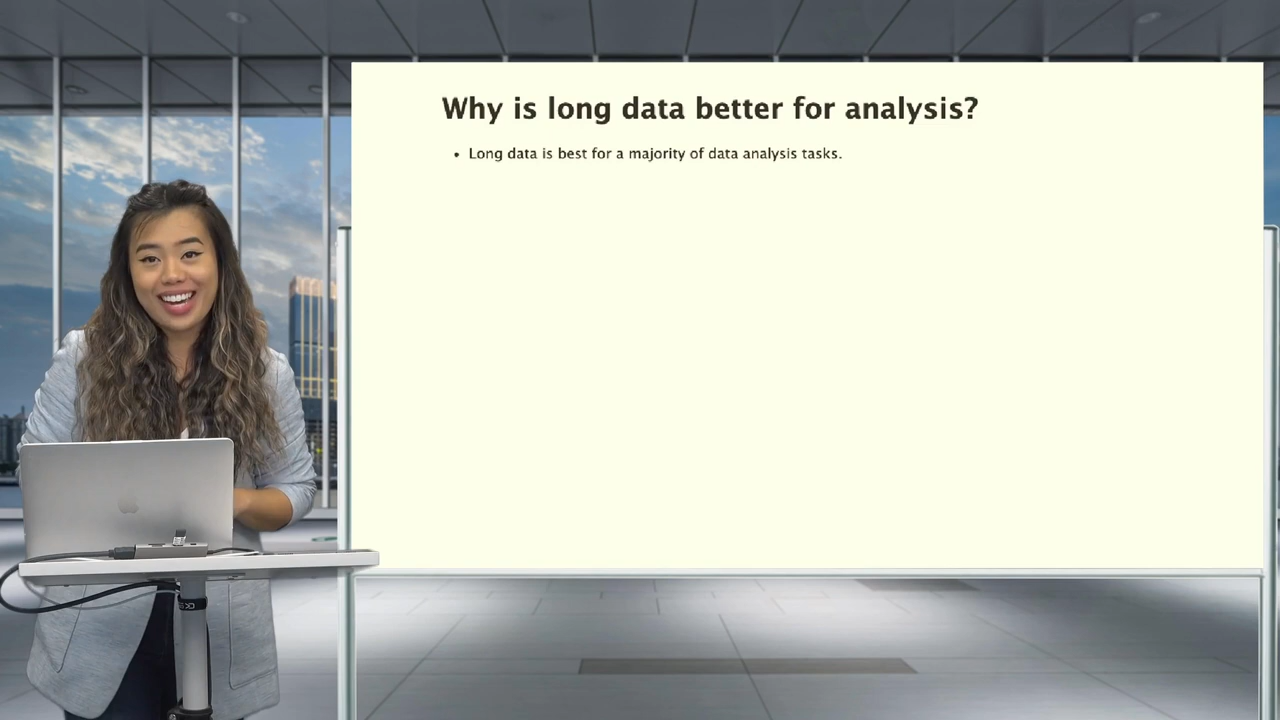 Why is long data better for analysis?
• Long data is best for a majority of data analysis tasks.